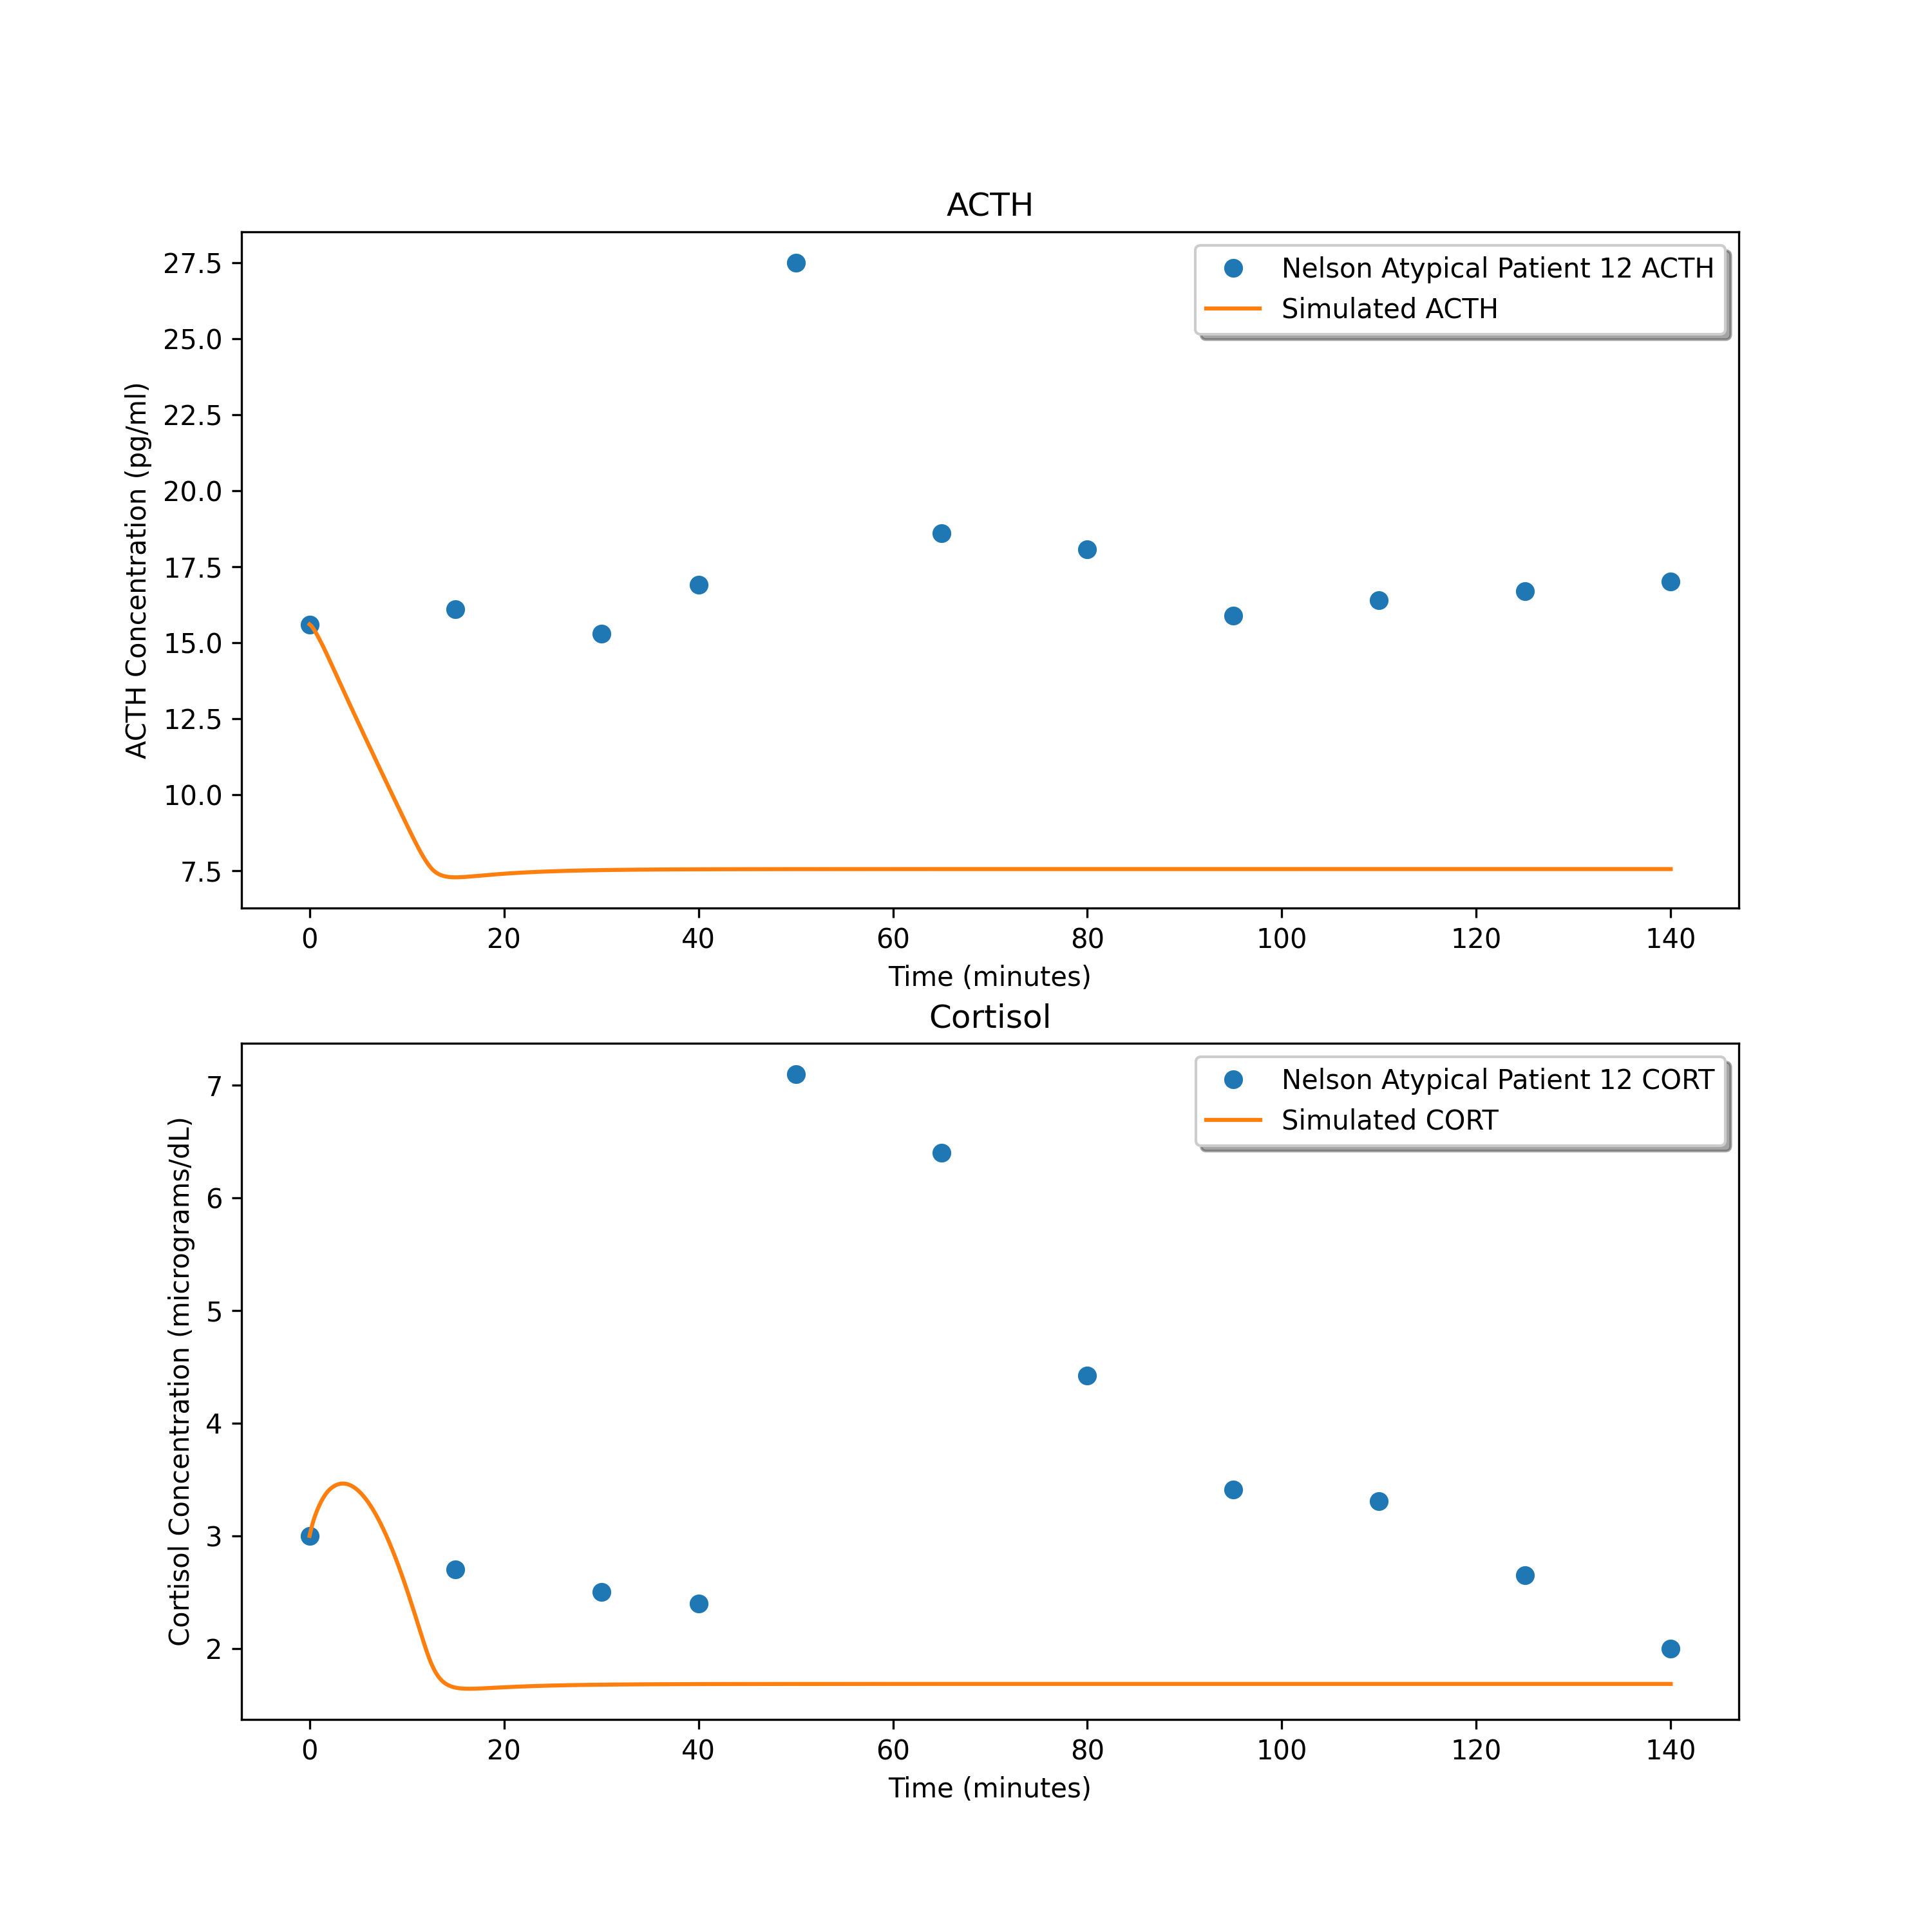 ACTH
27.5
25.0
22.5
20.0
17.5
15.0
12.5
10.0
7.5
ACTH Concentration (pg/ml)
Nelson Atypical Patient 12 ACTH
Simulated ACTH
0 20 40 60 80 100 120 140
Time (minutes)
Cortisol
7
6
5
4
3
2
Cortisol Concentration (micrograms/dL)
Nelson Atypical Patient 12 CORT
Simulated CORT
0 20 40 60 80 100 120 140
Time (minutes)